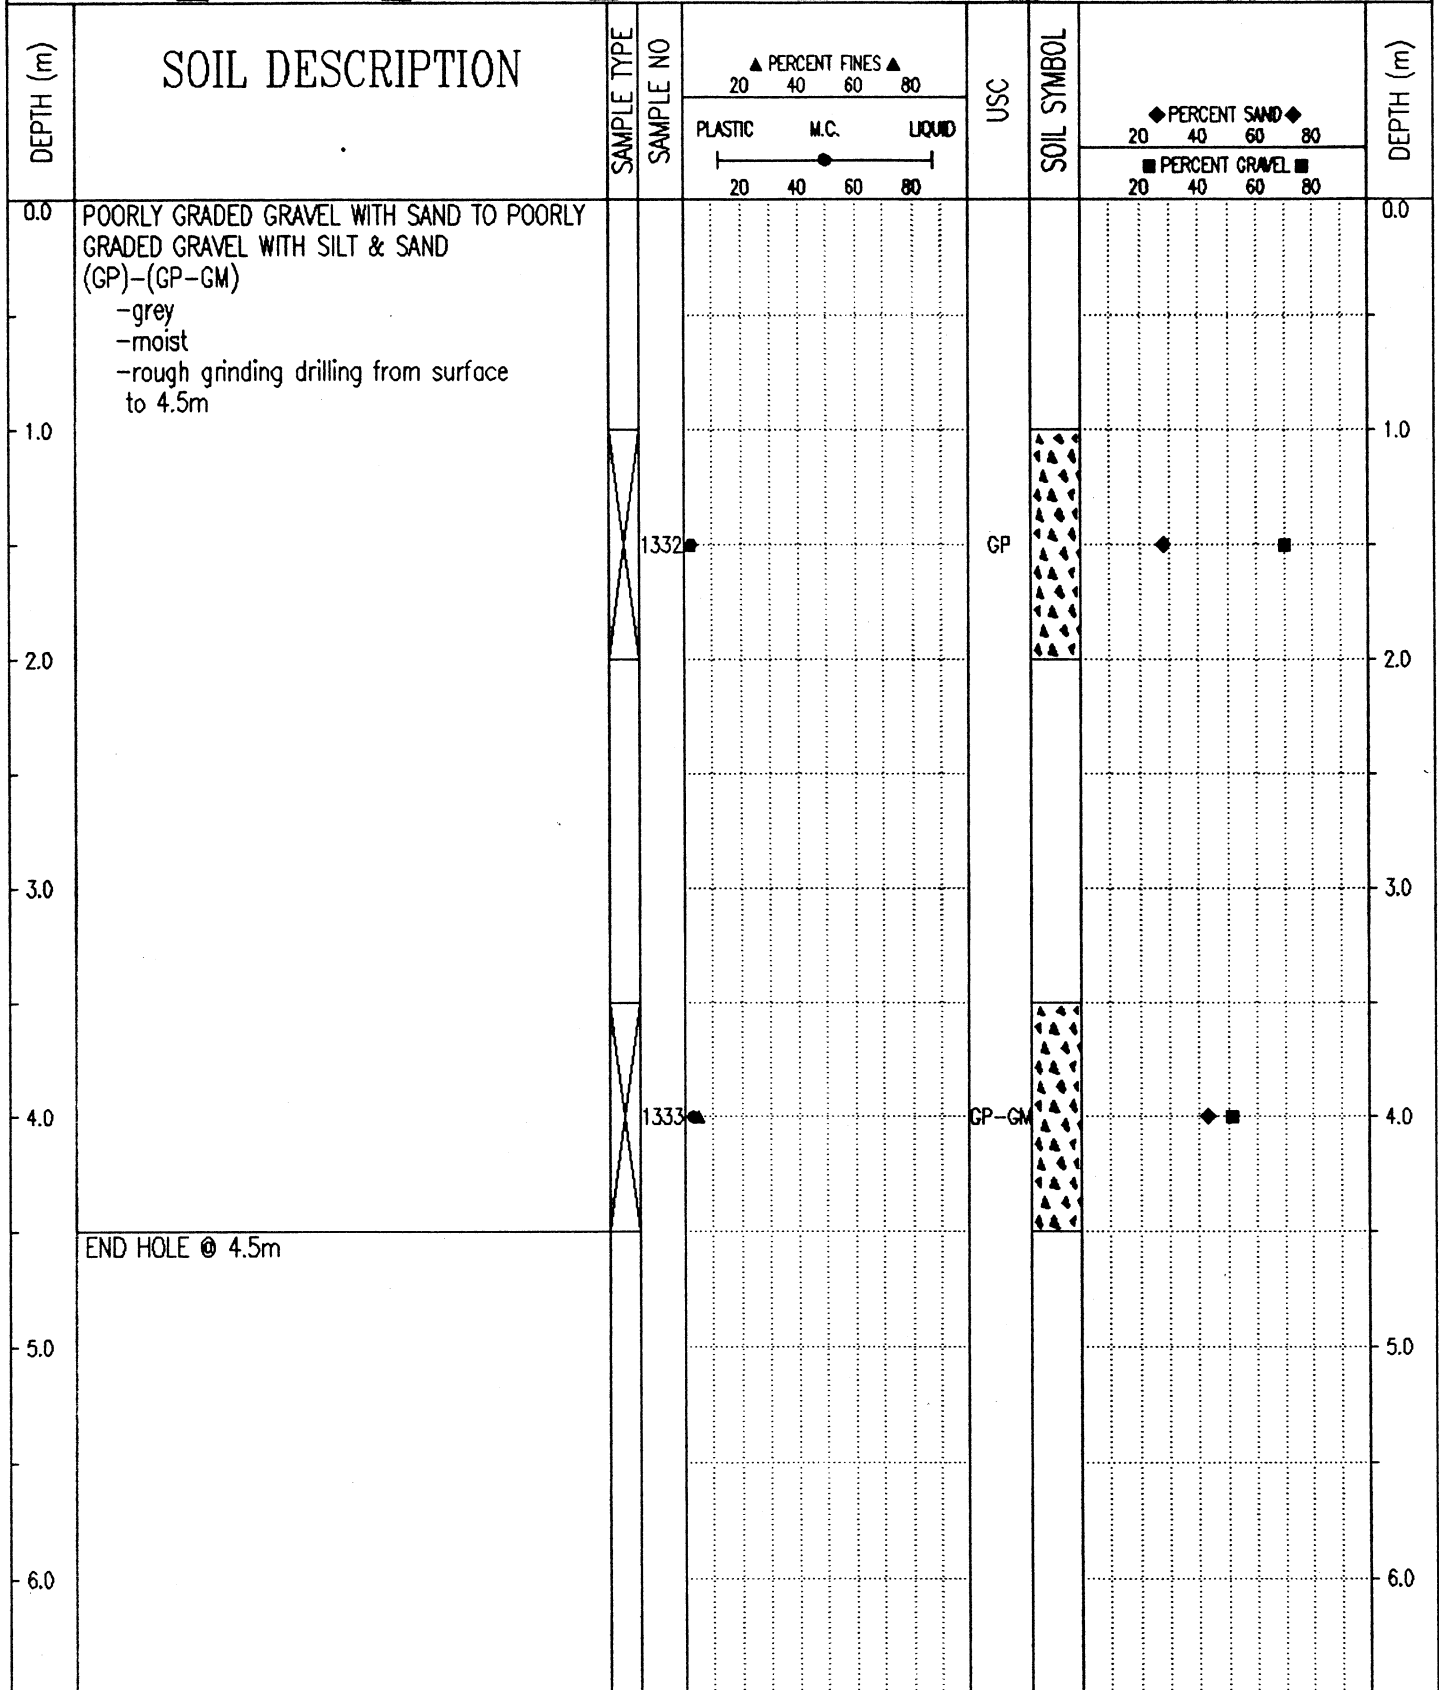 DEPTH (m)
SOIL DESCRIPTION
SAMPLE TYPE
SAMPLE NO
▲ PERCENT FINES ▲
20 40 60 80
PLASTIC M.C. LIQUID
20 40 60 80
USC
SOIL SYMBOL
◆ PERCENT SAND ◆
20 40 60 80
■ PERCENT GRAVEL ■
20 40 60 80
DEPTH (m)
0.0 POORLY GRADED GRAVEL WITH SAND TO POORLY 0.0
GRADED GRAVEL WITH SILT & SAND
(GP)-(GP-GM)
-grey
-moist
-rough grinding drilling from surface
to 4.5m
1.0 1.0
1332 GP
2.0 2.0
3.0 3.0
4.0 1333 GP-GM 4.0
END HOLE @ 4.5m
5.0 5.0
6.0 6.0